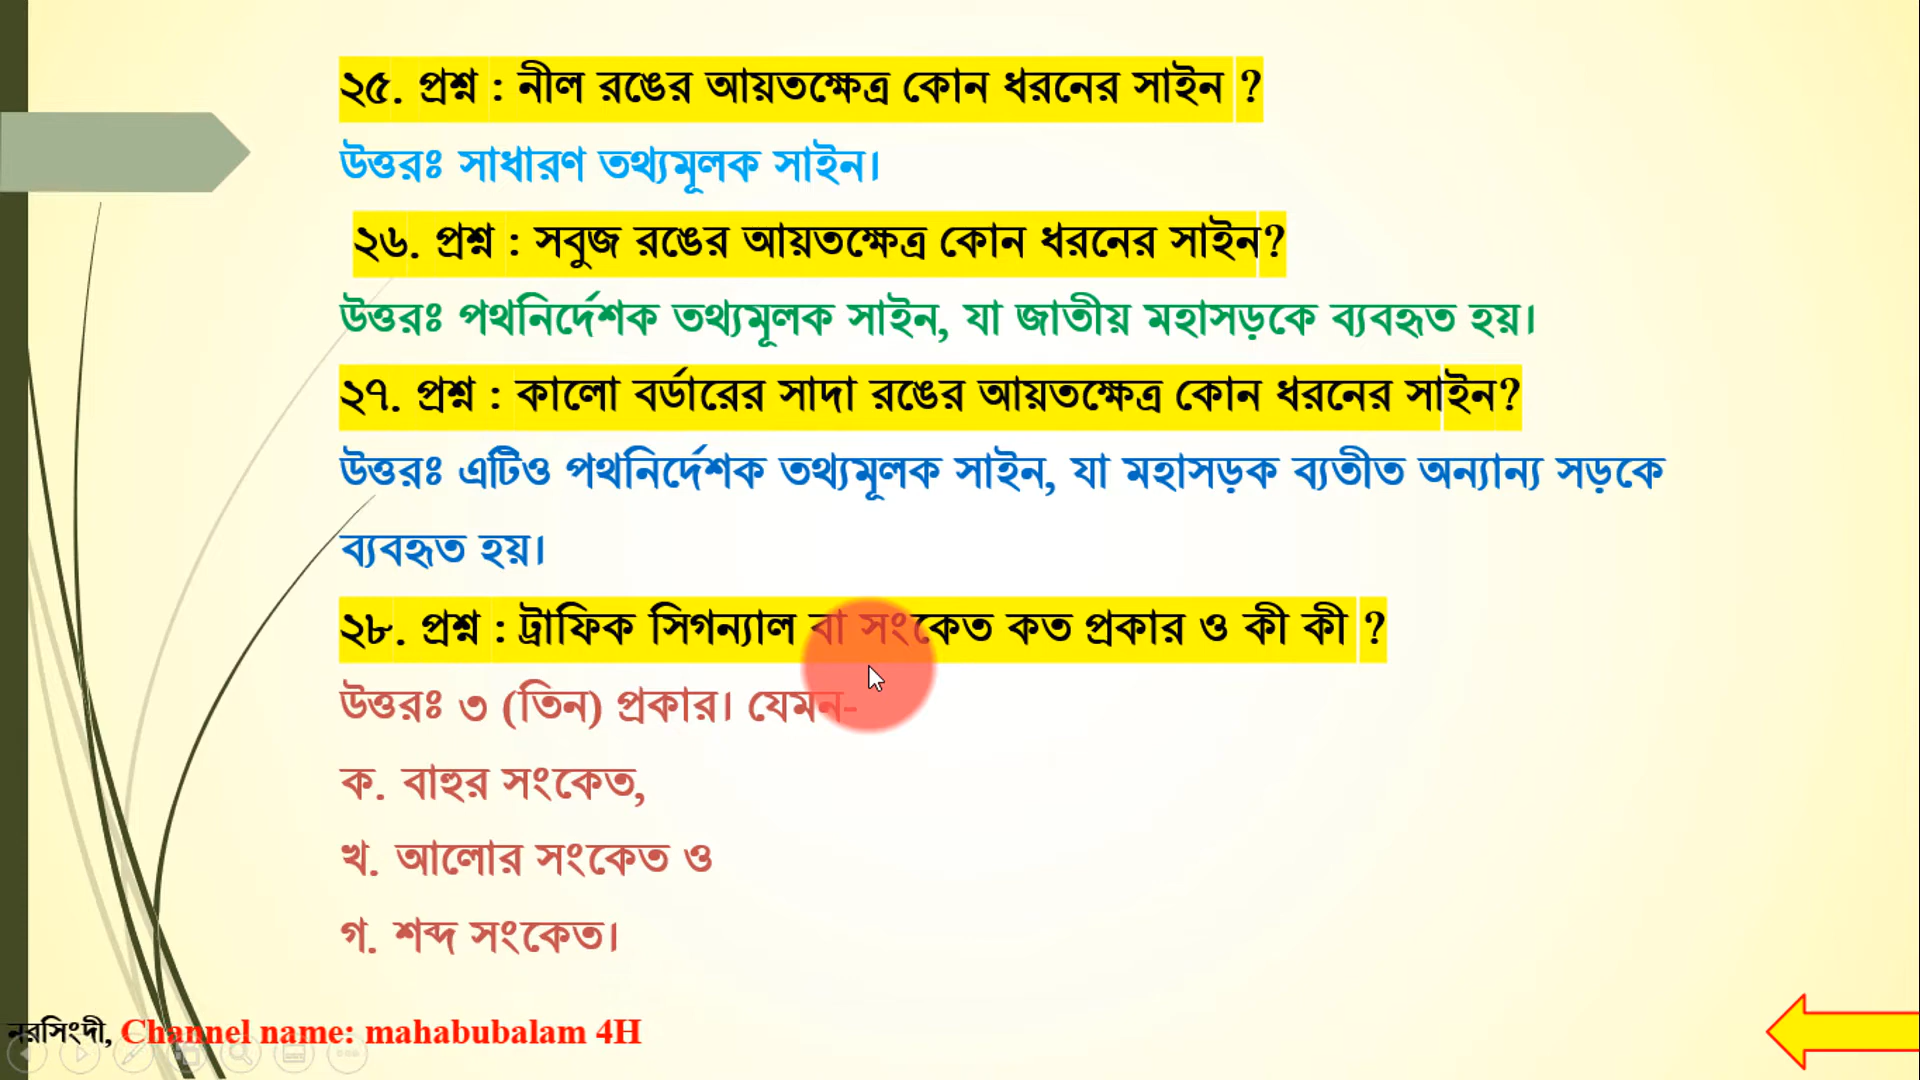 ২৫. প্রশ্ন : নীল রঙের আয়তক্ষেত্র কোন ধরনের সাইন ?
উত্তরঃ সাধারণ তথ্যমূলক সাইন।
২৬. প্রশ্ন : সবুজ রঙের আয়তক্ষেত্র কোন ধরনের সাইন?
উত্তরঃ পথনির্দেশক তথ্যমূলক সাইন, যা জাতীয় মহাসড়কে ব্যবহৃত হয়।
২৭. প্রশ্ন : কালো বর্ডারের সাদা রঙের আয়তক্ষেত্র কোন ধরনের সাইন?
উত্তরঃ এটিও পথনির্দেশক তথ্যমূলক সাইন, যা মহাসড়ক ব্যতীত অন্যান্য সড়কে
ব্যবহৃত হয়।
২৮. প্রশ্ন : ট্রাফিক সিগন্যাল বা সংকেত কত প্রকার ও কী কী ?
উত্তরঃ ৩ (তিন) প্রকার। যেমন-
ক. বাহুর সংকেত,
খ. আলোর সংকেত ও
গ. শব্দ সংকেত।
নরসিংদী, Channel name: mahabubalam 4H